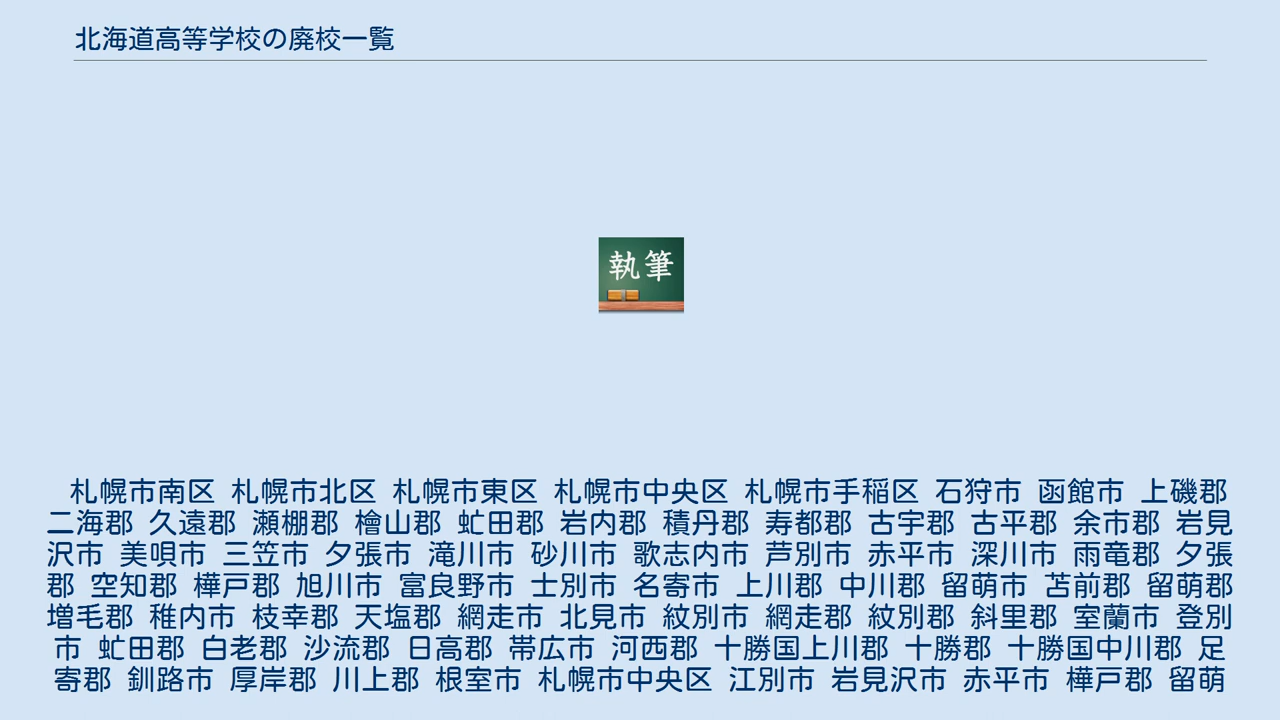 北海道高等学校の廃校一覧
執筆
札幌市南区 札幌市北区 札幌市東区 札幌市中央区 札幌市手稲区 石狩市 函館市 上磯郡
二海郡 久遠郡 瀬棚郡 檜山郡 虻田郡 岩内郡 積丹郡 寿都郡 古宇郡 古平郡 余市郡 岩見
沢市 美唄市 三笠市 夕張市 滝川市 砂川市 歌志内市 芦別市 赤平市 深川市 雨竜郡 夕張
郡 空知郡 樺戸郡 旭川市 富良野市 士別市 名寄市 上川郡 中川郡 留萌市 苫前郡 留萌郡
増毛郡 稚内市 枝幸郡 天塩郡 網走市 北見市 紋別市 網走郡 紋別郡 斜里郡 室蘭市 登別
市 虻田郡 白老郡 沙流郡 日高郡 帯広市 河西郡 十勝国上川郡 十勝郡 十勝国中川郡 足
寄郡 釧路市 厚岸郡 川上郡 根室市 札幌市中央区 江別市 岩見沢市 赤平市 樺戸郡 留萌